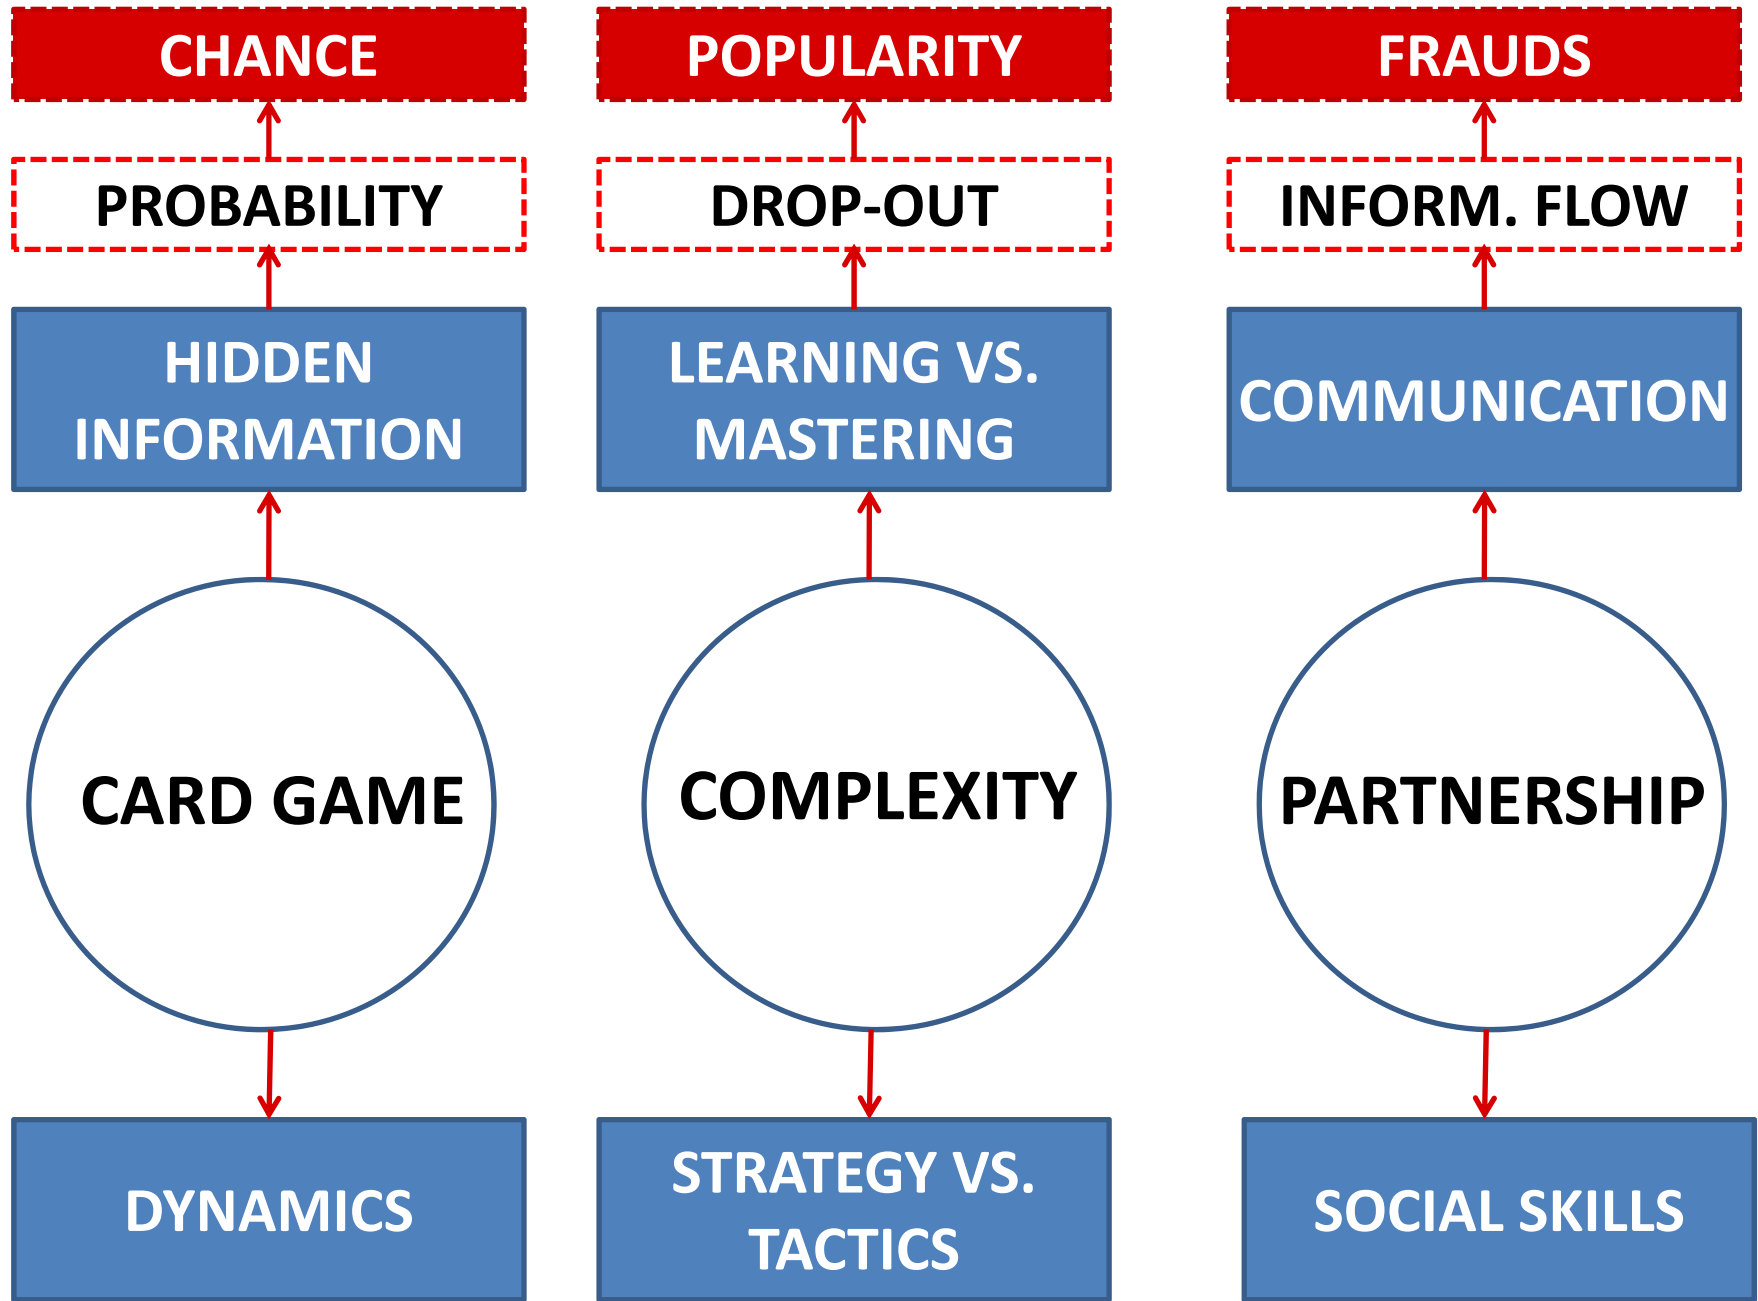 CHANCE
POPULARITY
FRAUDS
PROBABILITY
DROP-OUT
INFORM. FLOW
HIDDEN
INFORMATION
LEARNING VS.
MASTERING
COMMUNICATION
CARD GAME
COMPLEXITY
PARTNERSHIP
DYNAMICS
STRATEGY VS.
TACTICS
SOCIAL SKILLS